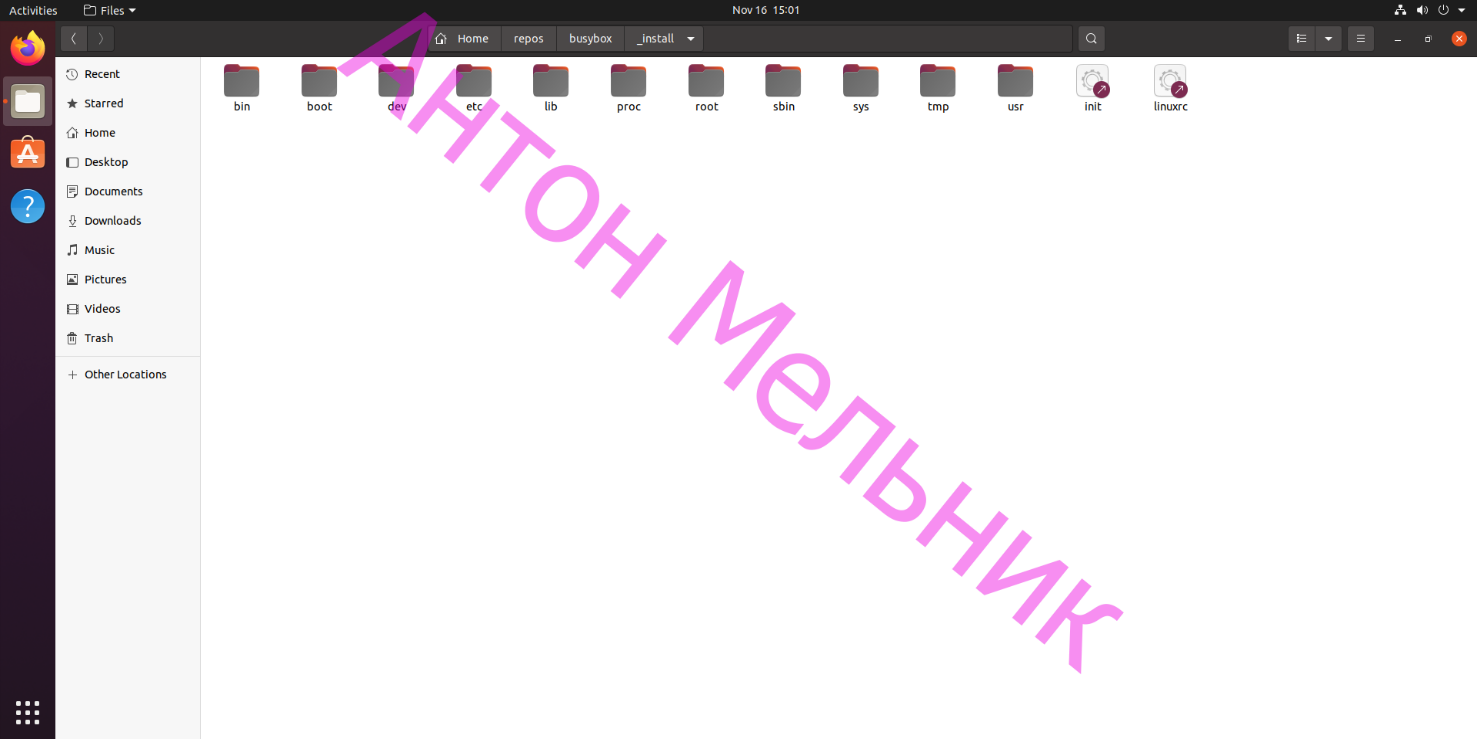 Activities Files Nov 16 15:01
Home repos busybox _install
Recent
Starred
Home
Desktop
Documents
Downloads
Music
Pictures
Videos
Trash
Other Locations
bin boot dev etc lib proc root sbin sys tmp usr init linuxrc
Антон Мельник